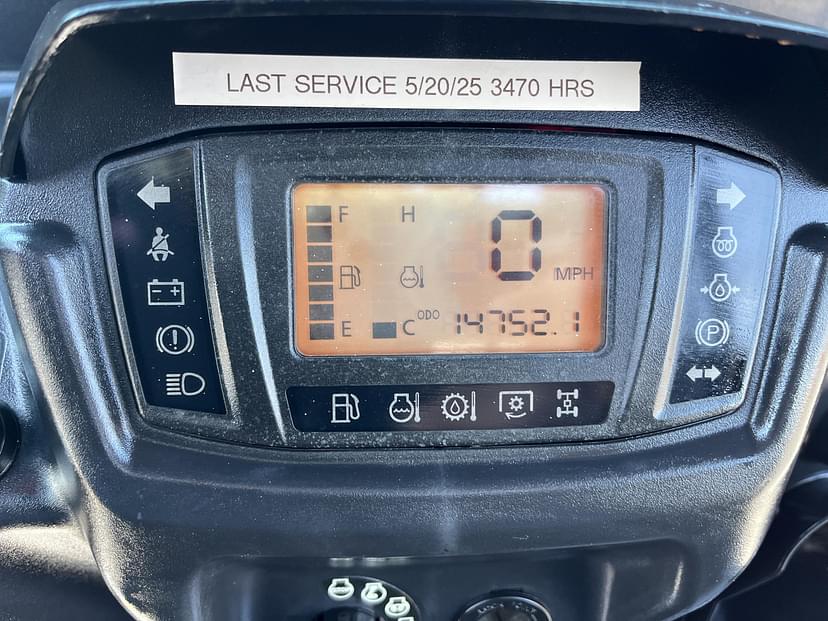 LAST SERVICE 5/20/25 3470 HRS
F H
0 MPH
E C ODO 14752.1